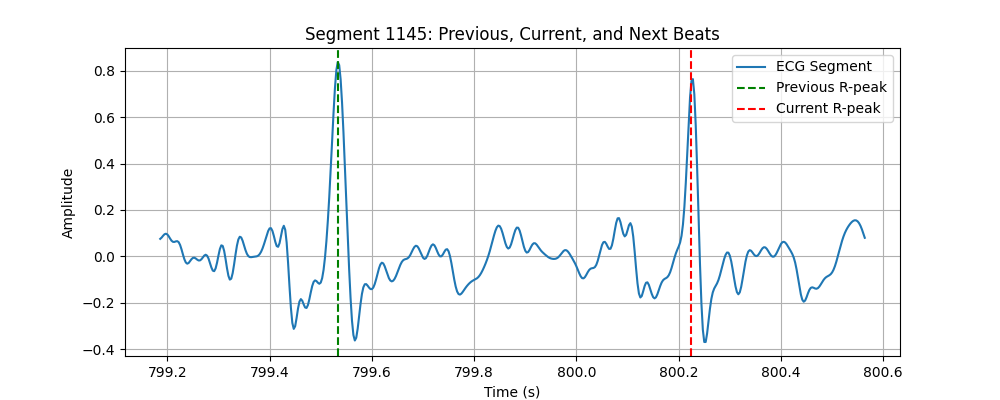 Segment 1145: Previous, Current, and Next Beats
ECG Segment
Previous R-peak
Current R-peak
Amplitude
0.8
0.6
0.4
0.2
0.0
−0.2
−0.4
799.2 799.4 799.6 799.8 800.0 800.2 800.4 800.6
Time (s)